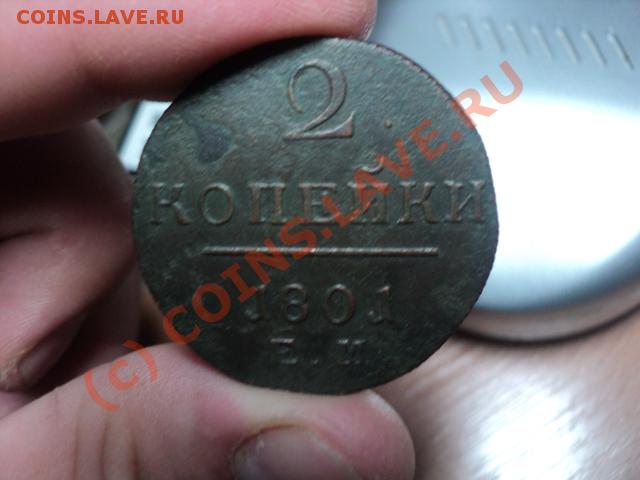 COINS.LAVE.RU
2
КОПЕЙКИ
1801
Е.М
(c) COINS.LAVE.RU